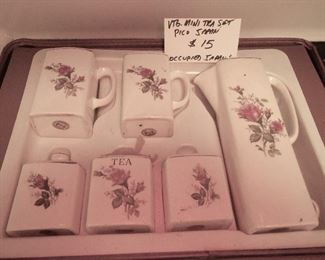 VTG. MINI TEA SET
PICO JAPAN
$15
OCCUPIED JAPAN
TEA